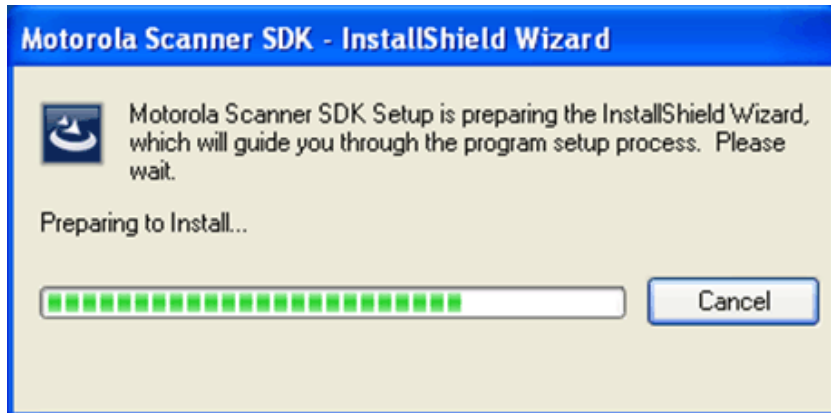 Motorola Scanner SDK - InstallShield Wizard
Motorola Scanner SDK Setup is preparing the InstallShield Wizard,
which will guide you through the program setup process.  Please
wait.
Preparing to Install...
Cancel